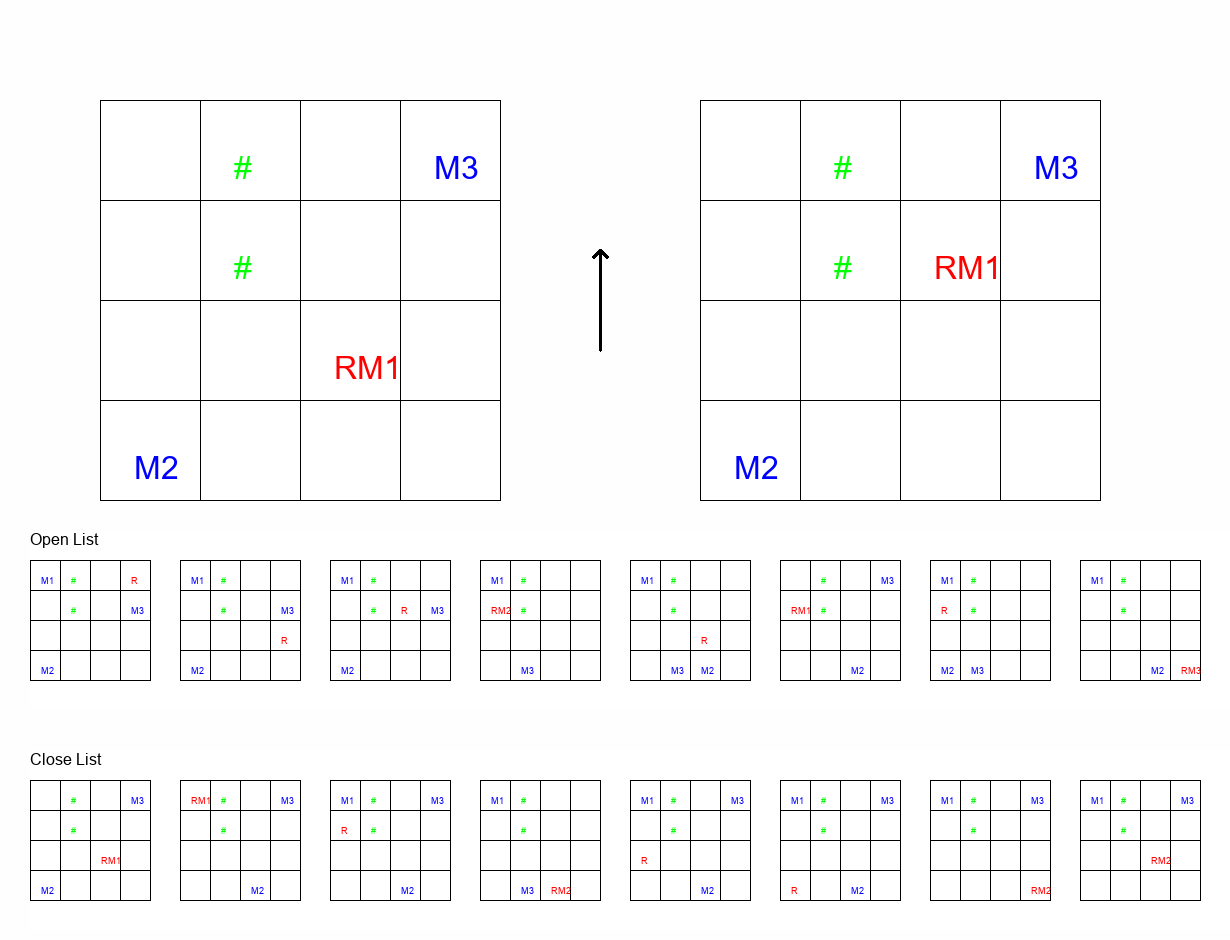 # M3 # M3
# # RM1
RM1
M2 M2
Open List
M1 # R M1 # M1 # M1 # M1 # # M3 M1 # M1 #
# M3 # M3 # R M3 RM2 # # RM1 # R # #
R R
M2 M2 M2 M3 M3 M2 M2 M2 M3 M2 RM3
Close List
# M3 RM1 # M3 M1 # M3 M1 # M1 # M3 M1 # M3 M1 # M3 M1 # M3
# # R # # # # # #
RM1 R RM2
M2 M2 M2 M3 RM2 M2 R M2 RM2